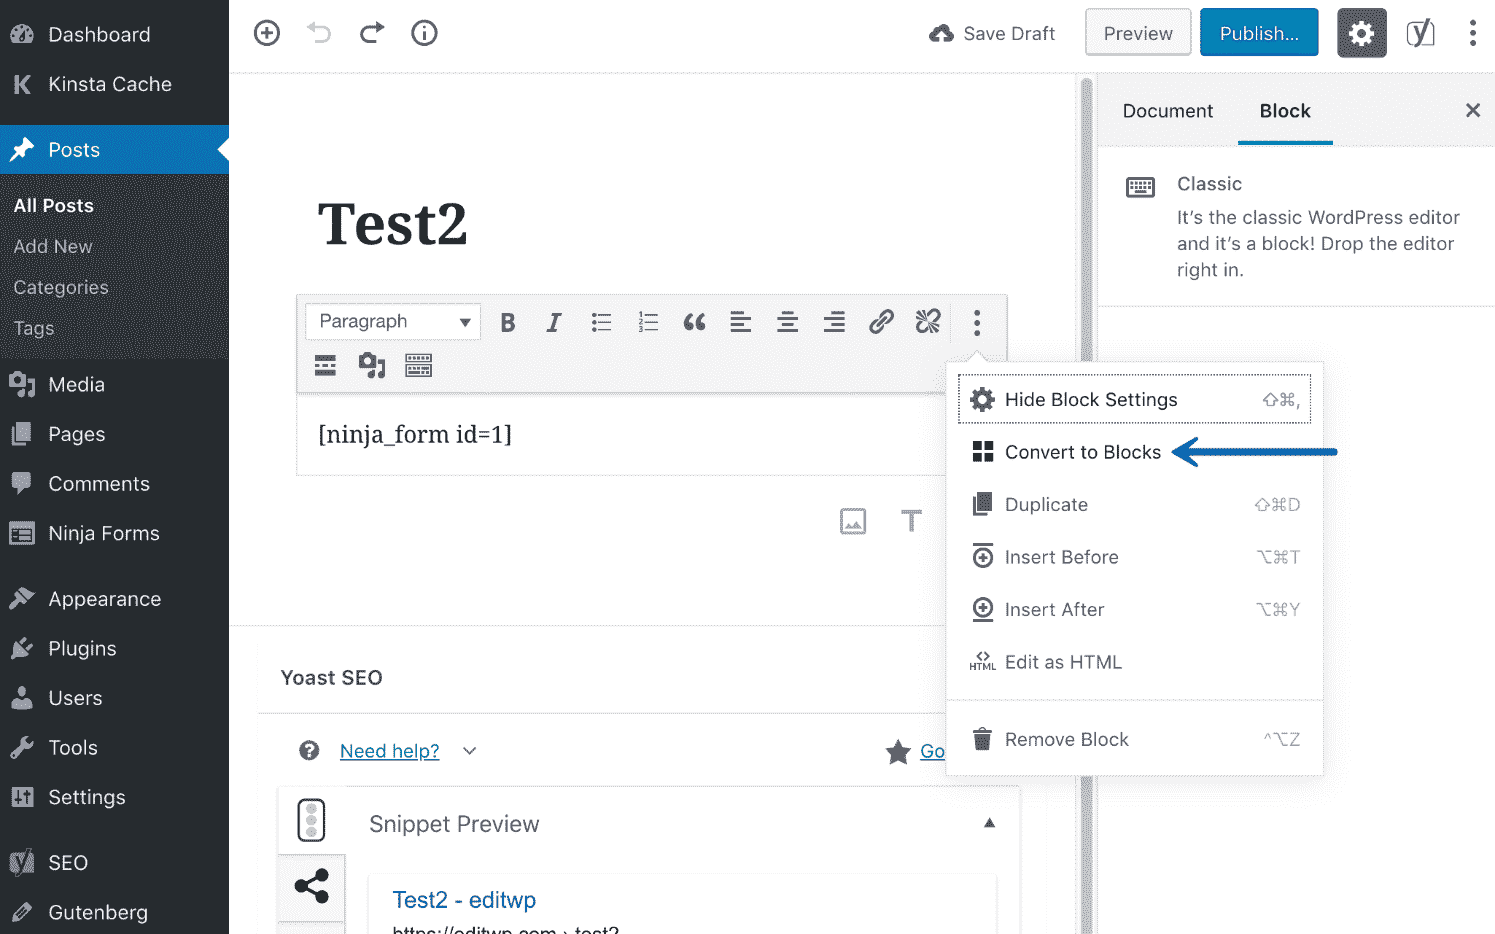 Dashboard
Kinsta Cache
Posts
All Posts
Add New
Categories
Tags
Media
Pages
Comments
Ninja Forms
Appearance
Plugins
Users
Tools
Settings
SEO
Gutenberg
Save Draft
Preview
Publish...
Test2
Paragraph
B I
[ninja_form id=1]
T
Hide Block Settings ⇧⌘,
Convert to Blocks
Duplicate ⇧⌘D
Insert Before ⌥⌘T
Insert After ⌥⌘Y
HTML Edit as HTML
Remove Block ^⌥Z
Yoast SEO
Need help?
Go
Snippet Preview
Test2 - editwp
https://editwp.com › test2
Document
Block
Classic
It's the classic WordPress editor
and it's a block! Drop the editor
right in.